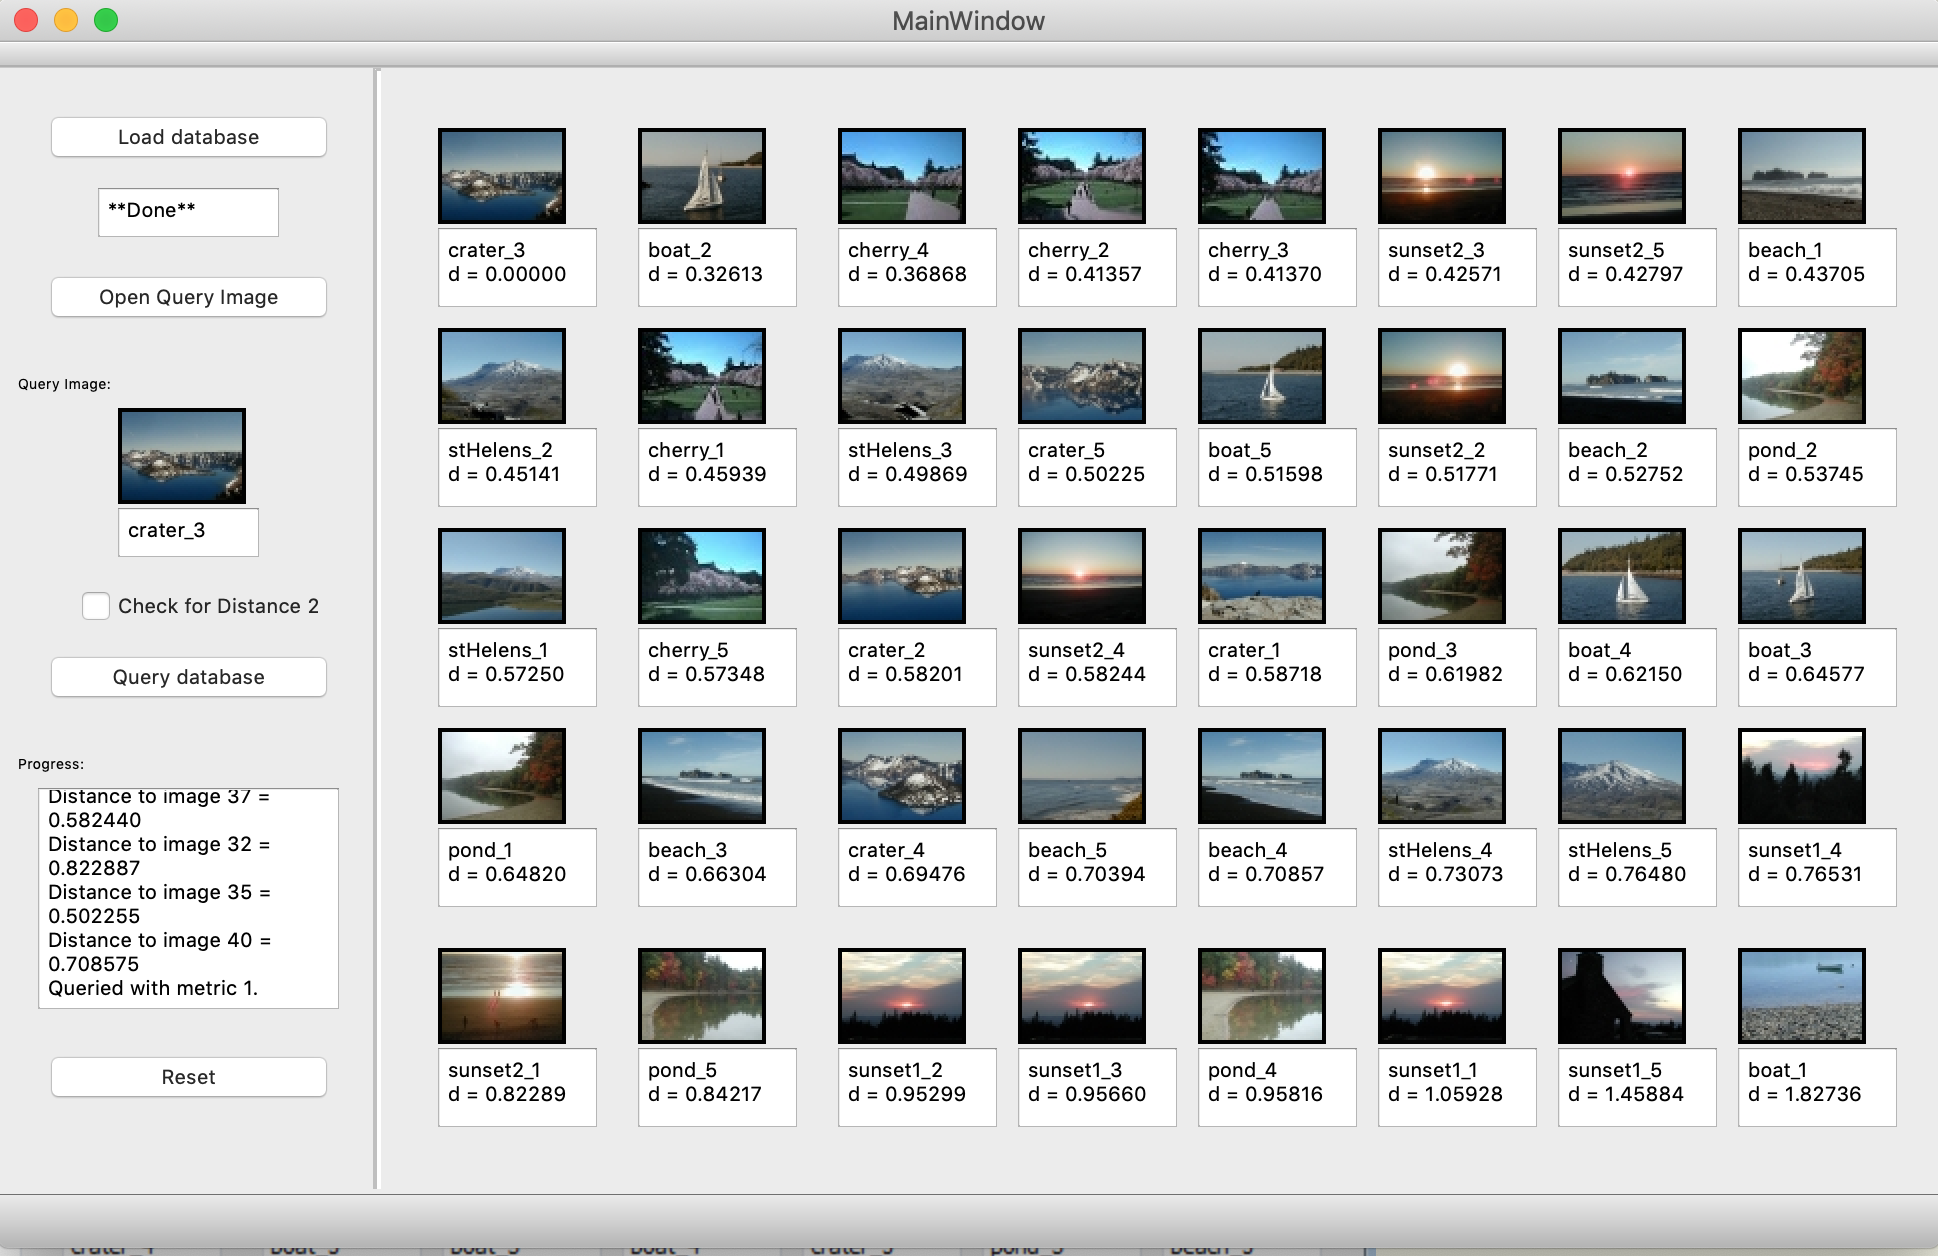 MainWindow
Load database
**Done**
Open Query Image
Query Image:
crater_3
Check for Distance 2
Query database
Progress:
Distance to image 37 =
0.582440
Distance to image 32 =
0.822887
Distance to image 35 =
0.502255
Distance to image 40 =
0.708575
Queried with metric 1.
Reset
crater_3
d = 0.00000
boat_2
d = 0.32613
cherry_4
d = 0.36868
cherry_2
d = 0.41357
cherry_3
d = 0.41370
sunset2_3
d = 0.42571
sunset2_5
d = 0.42797
beach_1
d = 0.43705
stHelens_2
d = 0.45141
cherry_1
d = 0.45939
stHelens_3
d = 0.49869
crater_5
d = 0.50225
boat_5
d = 0.51598
sunset2_2
d = 0.51771
beach_2
d = 0.52752
pond_2
d = 0.53745
stHelens_1
d = 0.57250
cherry_5
d = 0.57348
crater_2
d = 0.58201
sunset2_4
d = 0.58244
crater_1
d = 0.58718
pond_3
d = 0.61982
boat_4
d = 0.62150
boat_3
d = 0.64577
pond_1
d = 0.64820
beach_3
d = 0.66304
crater_4
d = 0.69476
beach_5
d = 0.70394
beach_4
d = 0.70857
stHelens_4
d = 0.73073
stHelens_5
d = 0.76480
sunset1_4
d = 0.76531
sunset2_1
d = 0.82289
pond_5
d = 0.84217
sunset1_2
d = 0.95299
sunset1_3
d = 0.95660
pond_4
d = 0.95816
sunset1_1
d = 1.05928
sunset1_5
d = 1.45884
boat_1
d = 1.82736